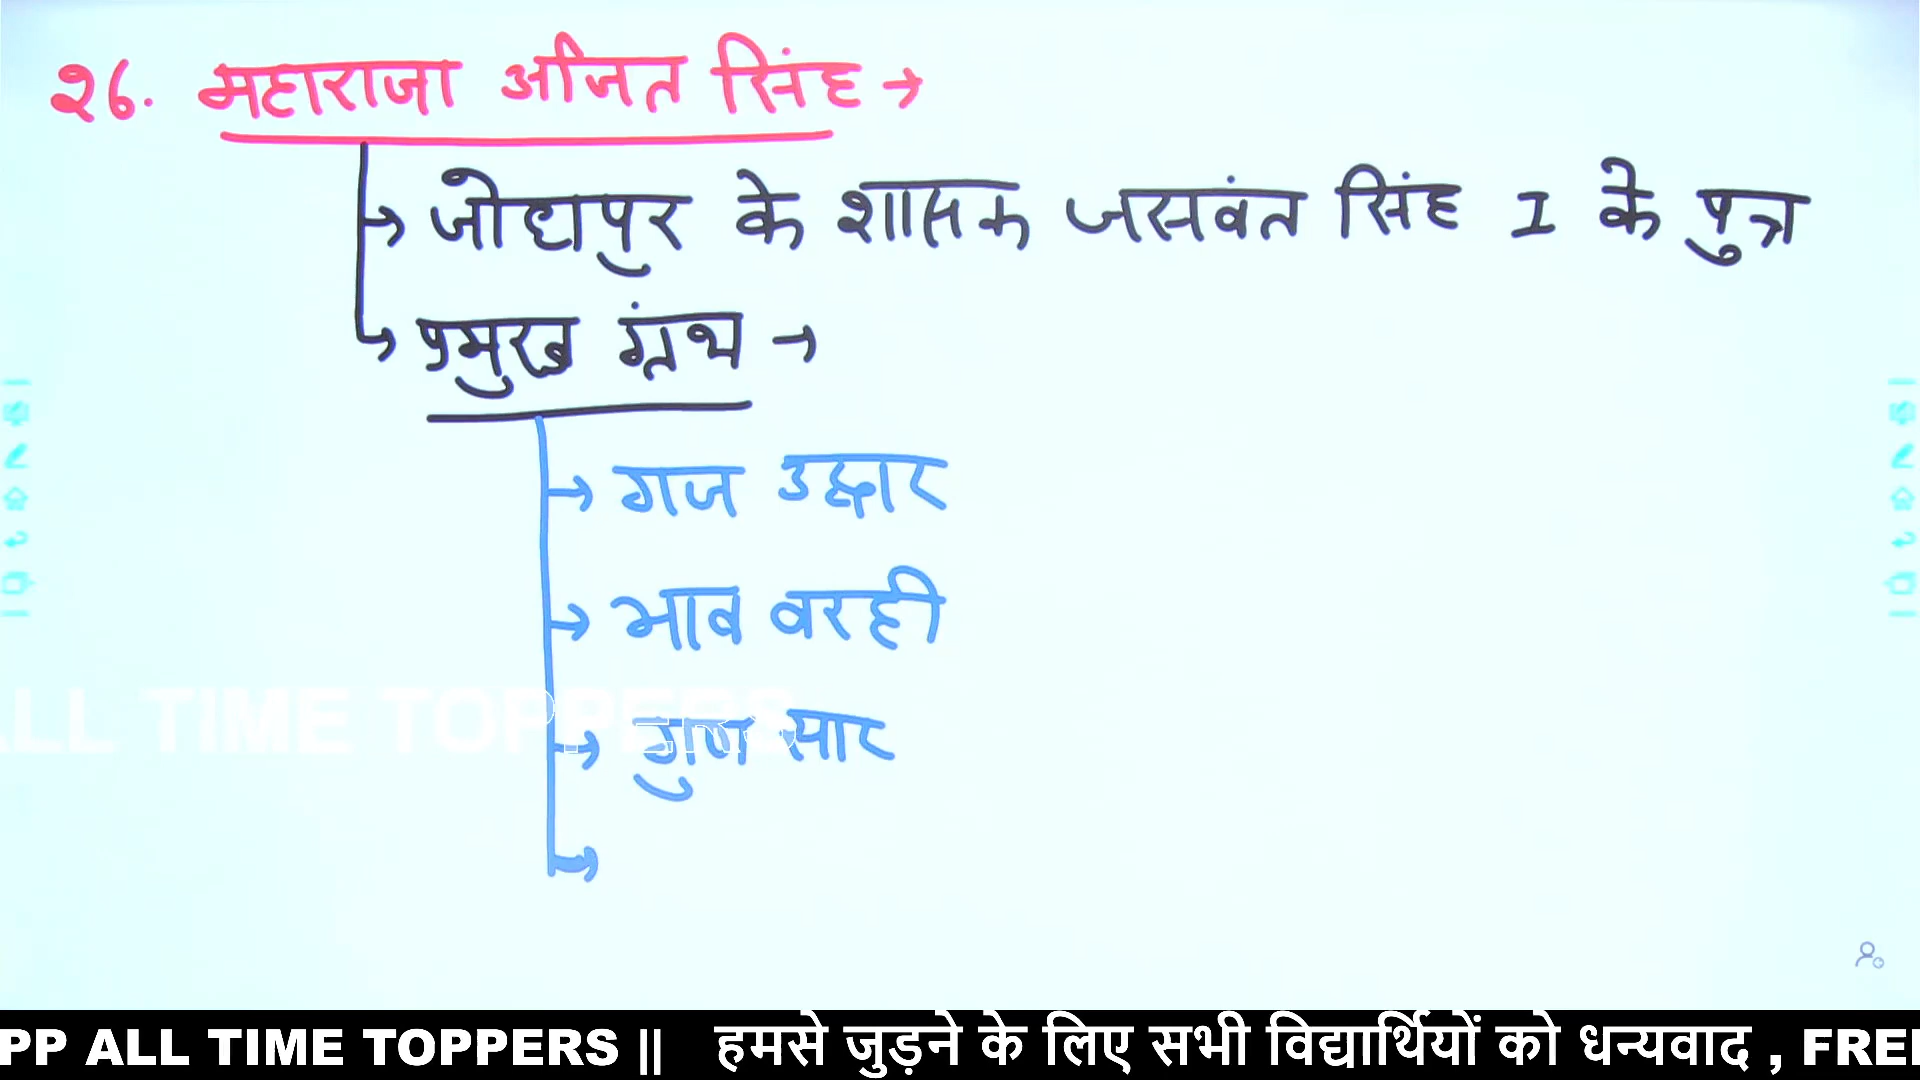 २६. महाराजा अजित सिंह →
→ जोधपुर के शासक जसवंत सिंह I के पुत्र
→ प्रमुख ग्रंथ →
→ गज उद्धार
→ भाव वरही
→ गुण सार
→
ALL TIME TOPPERS
PP ALL TIME TOPPERS || हमसे जुड़ने के लिए सभी विद्यार्थियों को धन्यवाद , FREE